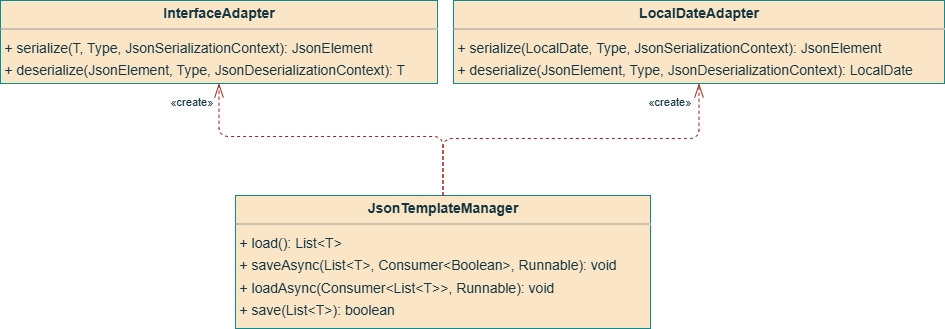 InterfaceAdapter
+ serialize(T, Type, JsonSerializationContext): JsonElement
+ deserialize(JsonElement, Type, JsonDeserializationContext): T
LocalDateAdapter
+ serialize(LocalDate, Type, JsonSerializationContext): JsonElement
+ deserialize(JsonElement, Type, JsonDeserializationContext): LocalDate
«create»
«create»
JsonTemplateManager
+ load(): List<T>
+ saveAsync(List<T>, Consumer<Boolean>, Runnable): void
+ loadAsync(Consumer<List<T>>, Runnable): void
+ save(List<T>): boolean